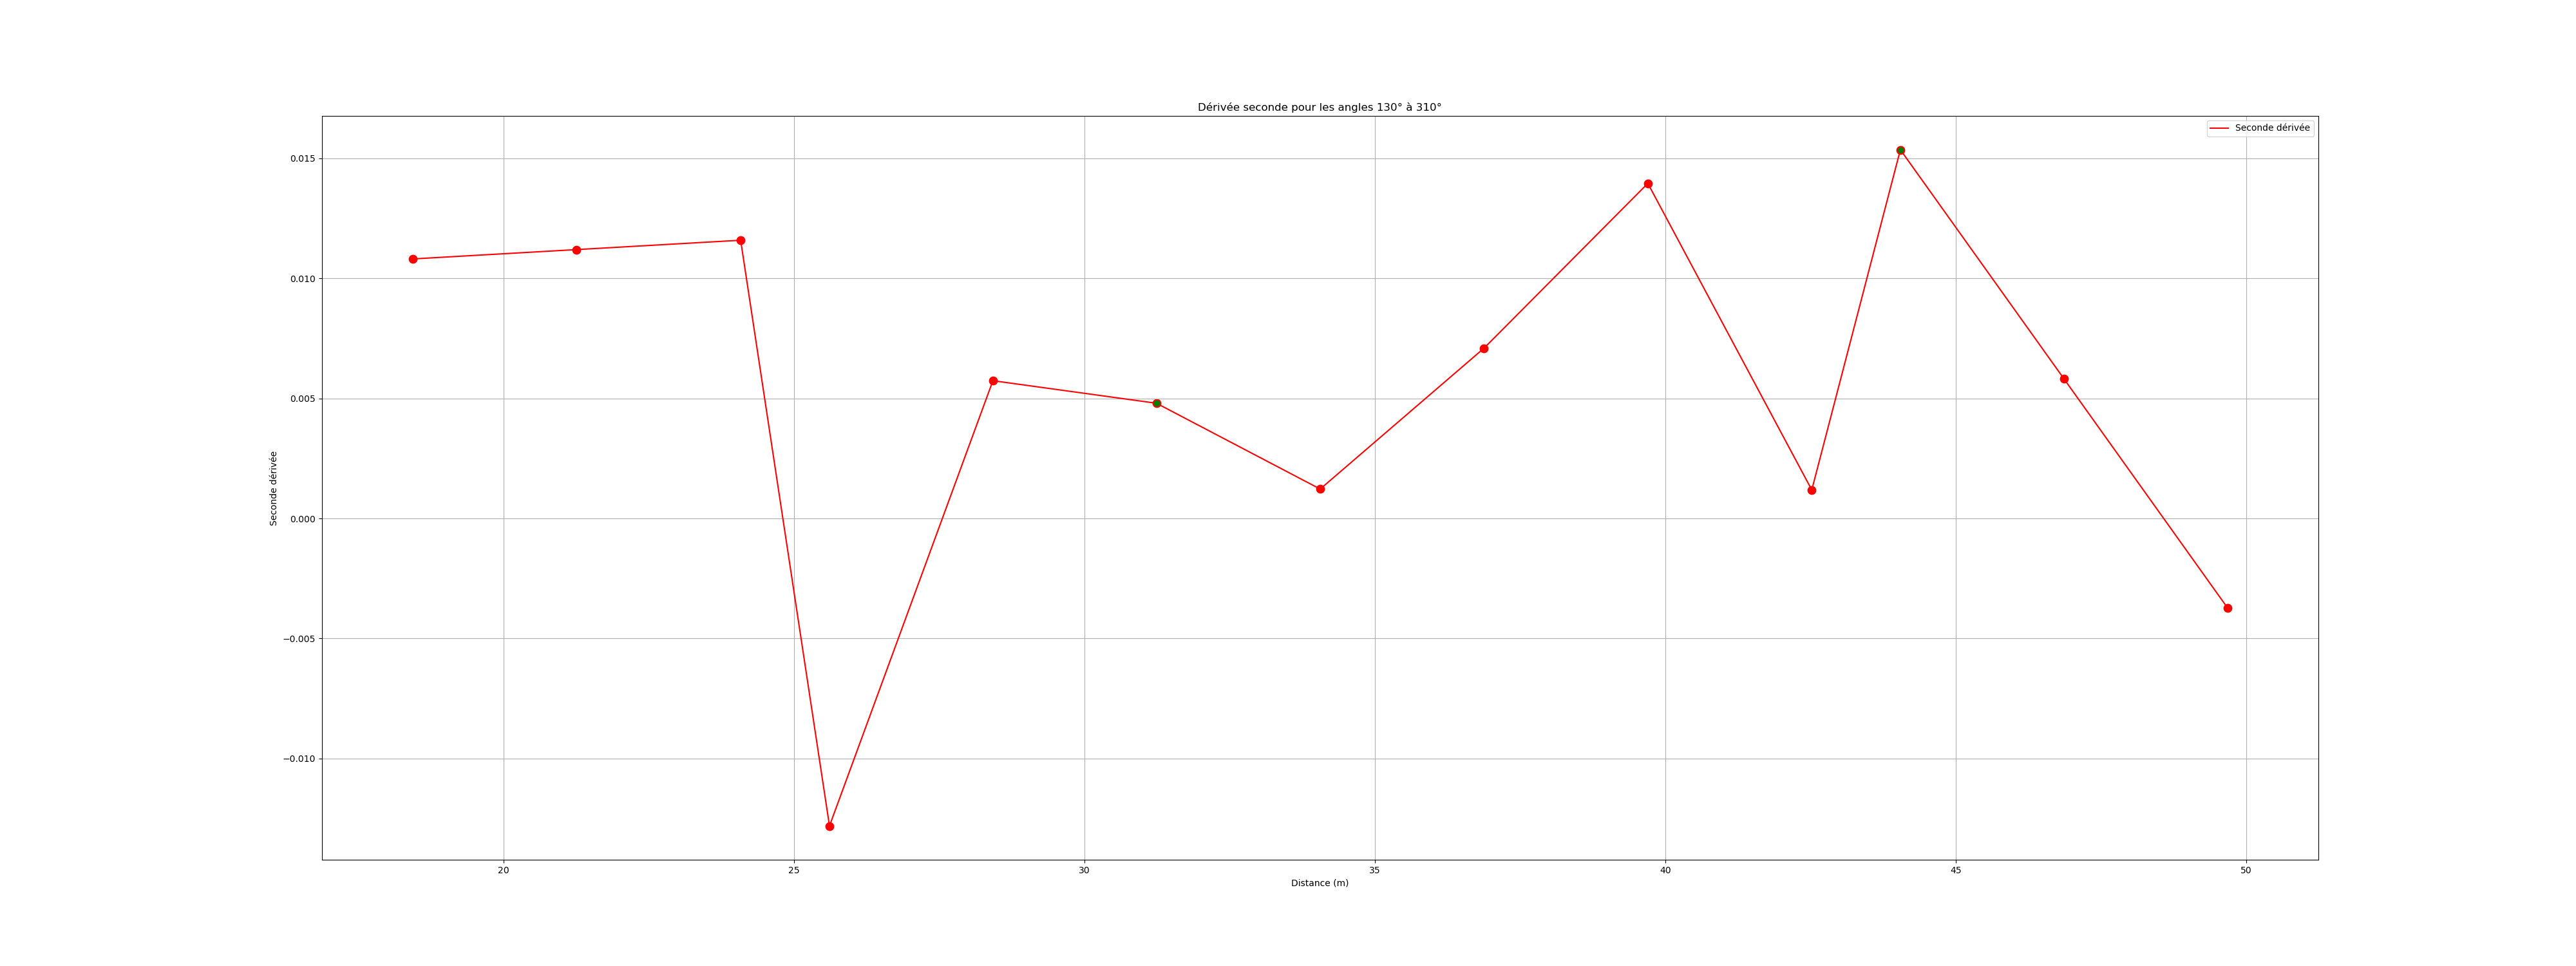 Dérivée seconde pour les angles 130° à 310°
Seconde dérivée
0.015
0.010
0.005
0.000
−0.005
−0.010
Seconde dérivée
20 25 30 35 40 45 50
Distance (m)